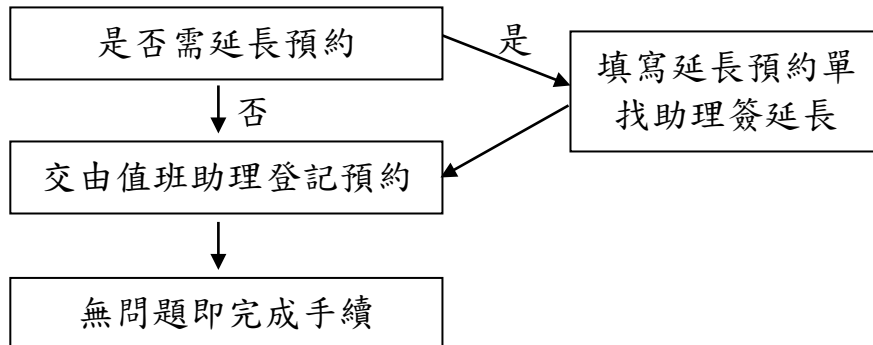 是否需延長預約
是
填寫延長預約單
找助理簽延長
否
交由值班助理登記預約
無問題即完成手續